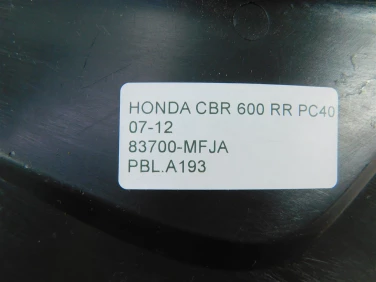 HONDA CBR 600 RR PC40
07-12
83700-MFJA
PBL.A193